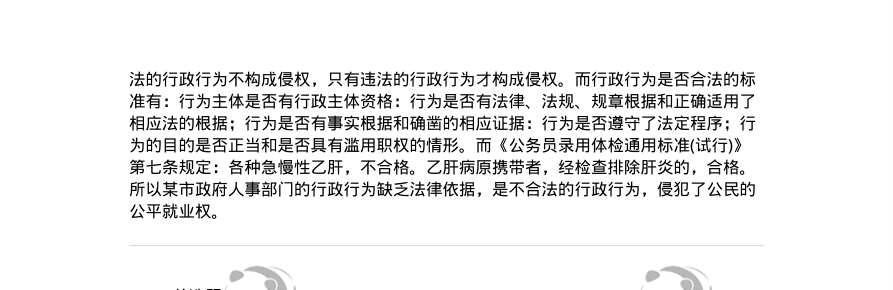 法的行政行为不构成侵权，只有违法的行政行为才构成侵权。而行政行为是否合法的标
准有：行为主体是否有行政主体资格：行为是否有法律、法规、规章根据和正确适用了
相应法的根据；行为是否有事实根据和确凿的相应证据：行为是否遵守了法定程序；行
为的目的是否正当和是否具有滥用职权的情形。而《公务员录用体检通用标准(试行)》
第七条规定：各种急慢性乙肝，不合格。乙肝病原携带者，经检查排除肝炎的，合格。
所以某市政府人事部门的行政行为缺乏法律依据，是不合法的行政行为，侵犯了公民的
公平就业权。